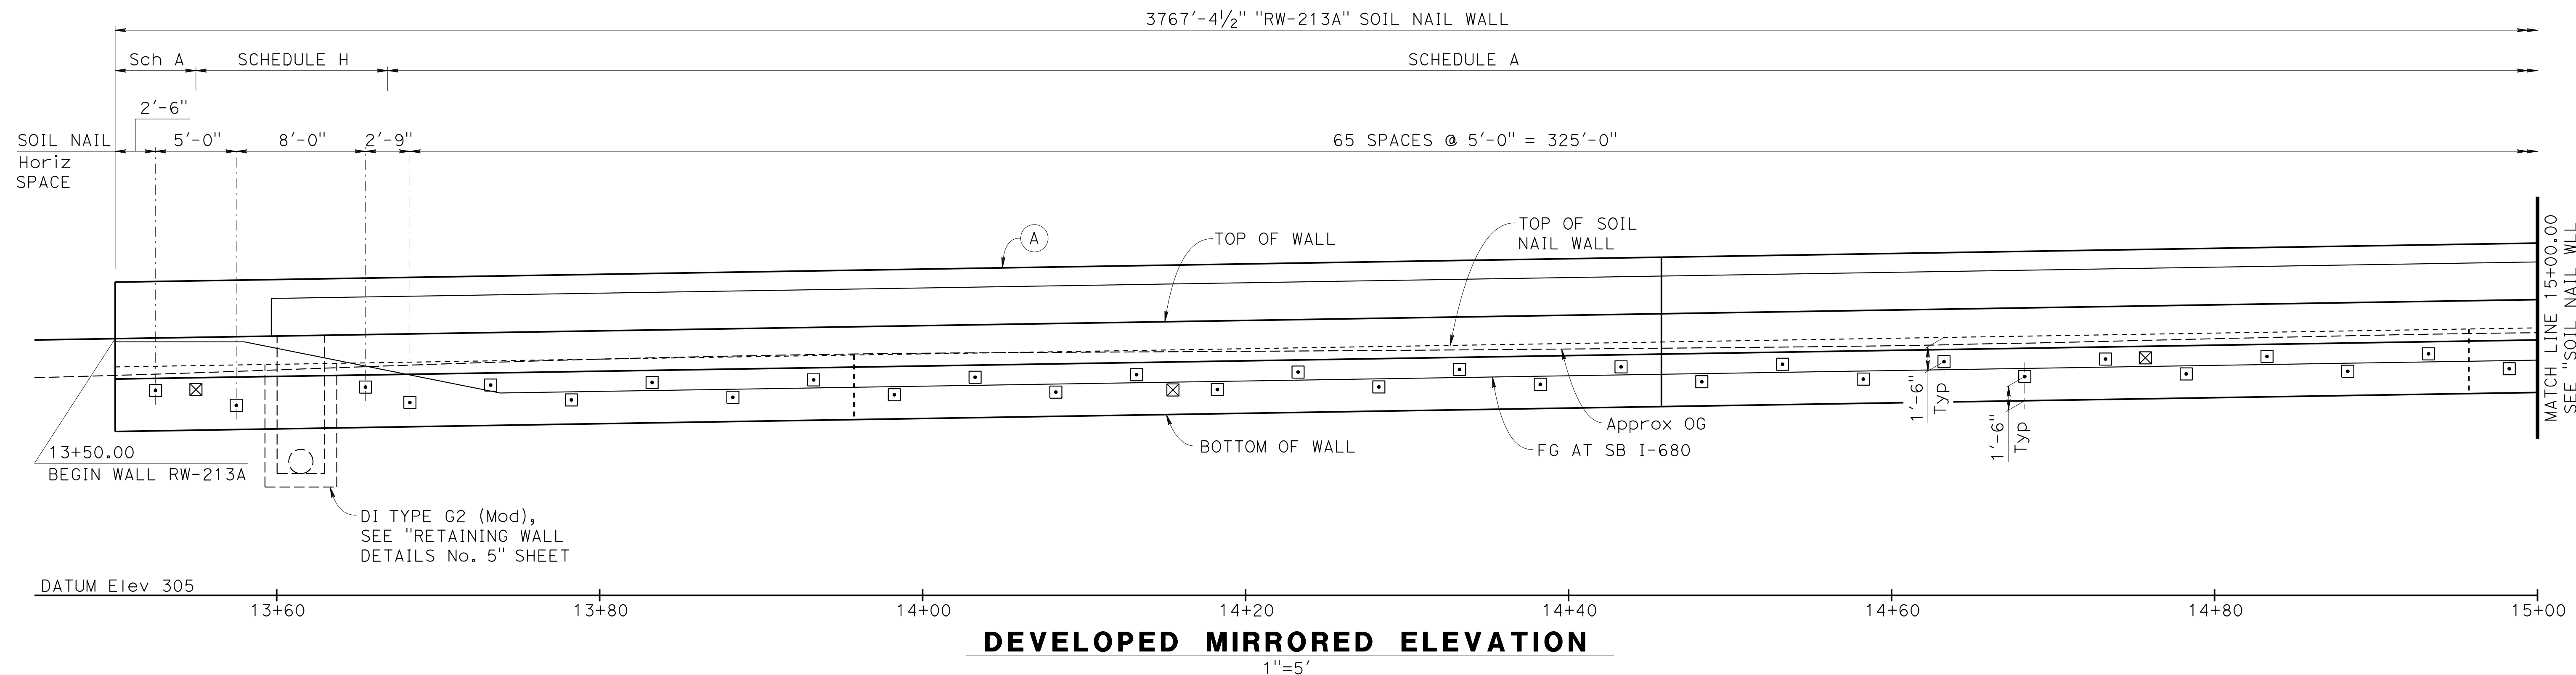 3767'-4½" "RW-213A" SOIL NAIL WALL
Sch A
SCHEDULE H
SCHEDULE A
2'-6"
SOIL NAIL
Horiz
SPACE
5'-0"
8'-0"
2'-9"
65 SPACES @ 5'-0" = 325'-0"
A
TOP OF WALL
TOP OF SOIL
NAIL WALL
MATCH LINE 15+00.00
SEE "SOIL NAIL WLL
1'-6"
Typ
1'-6"
Typ
Approx OG
BOTTOM OF WALL
FG AT SB I-680
13+50.00
BEGIN WALL RW-213A
DI TYPE G2 (Mod),
SEE "RETAINING WALL
DETAILS No. 5" SHEET
DATUM Elev 305
13+60
13+80
14+00
14+20
14+40
14+60
14+80
15+00
DEVELOPED MIRRORED ELEVATION
1"=5'